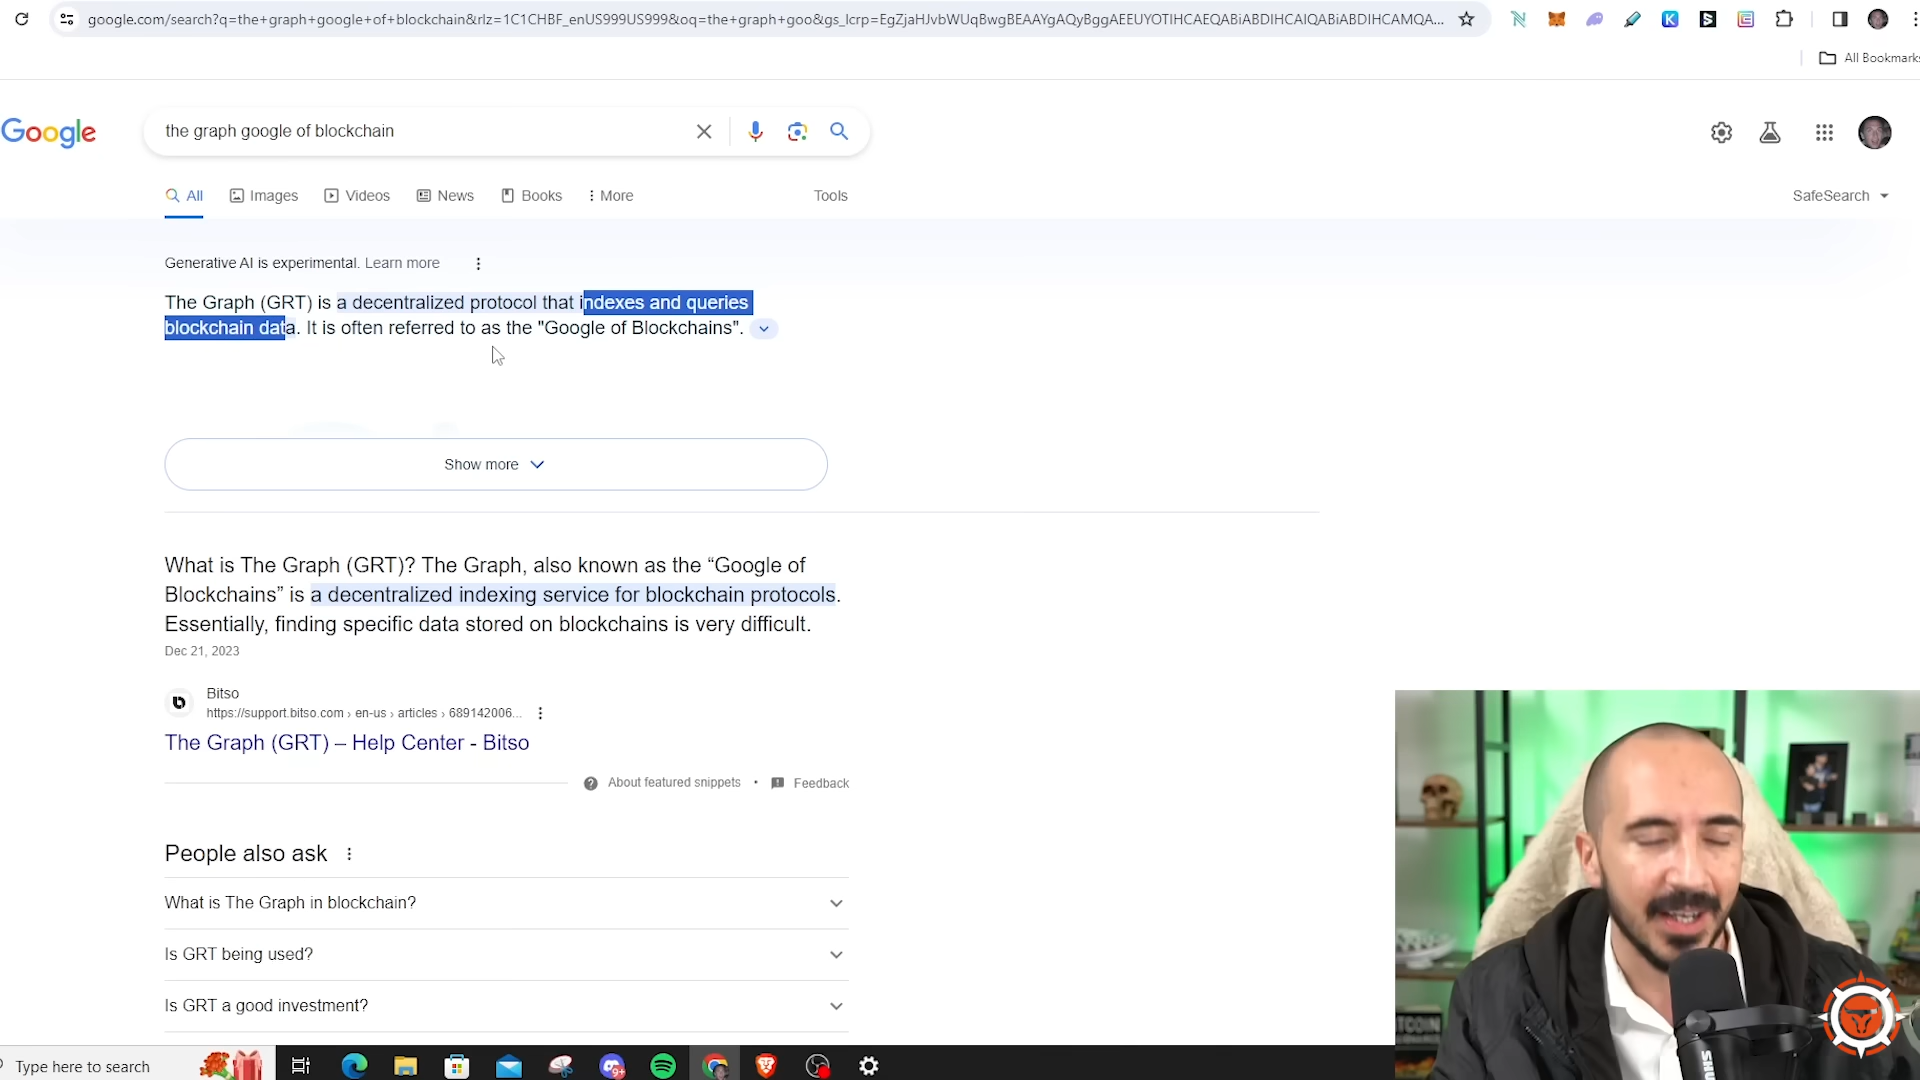 google.com/search?q=the+graph+google+of+blockchain&rlz=1C1CHBF_enUS999US999&oq=the+graph+goo&gs_lcrp=EgZjaHJvbWUqBwgBEAAYgAQyBggAEEUYOTIHCAEQABiABDIHCAIQABiABDIHCAMQA...
All Bookmarks
Google
the graph google of blockchain
All
Images
Videos
News
Books
More
Tools
SafeSearch
Generative AI is experimental. Learn more
The Graph (GRT) is a decentralized protocol that indexes and queries
blockchain data. It is often referred to as the "Google of Blockchains".
Show more
What is The Graph (GRT)? The Graph, also known as the “Google of
Blockchains” is a decentralized indexing service for blockchain protocols.
Essentially, finding specific data stored on blockchains is very difficult.
Dec 21, 2023
Bitso
https://support.bitso.com › en-us › articles › 689142006...
The Graph (GRT) – Help Center - Bitso
About featured snippets
•
Feedback
People also ask
What is The Graph in blockchain?
Is GRT being used?
Is GRT a good investment?
Type here to search
9+
SHU